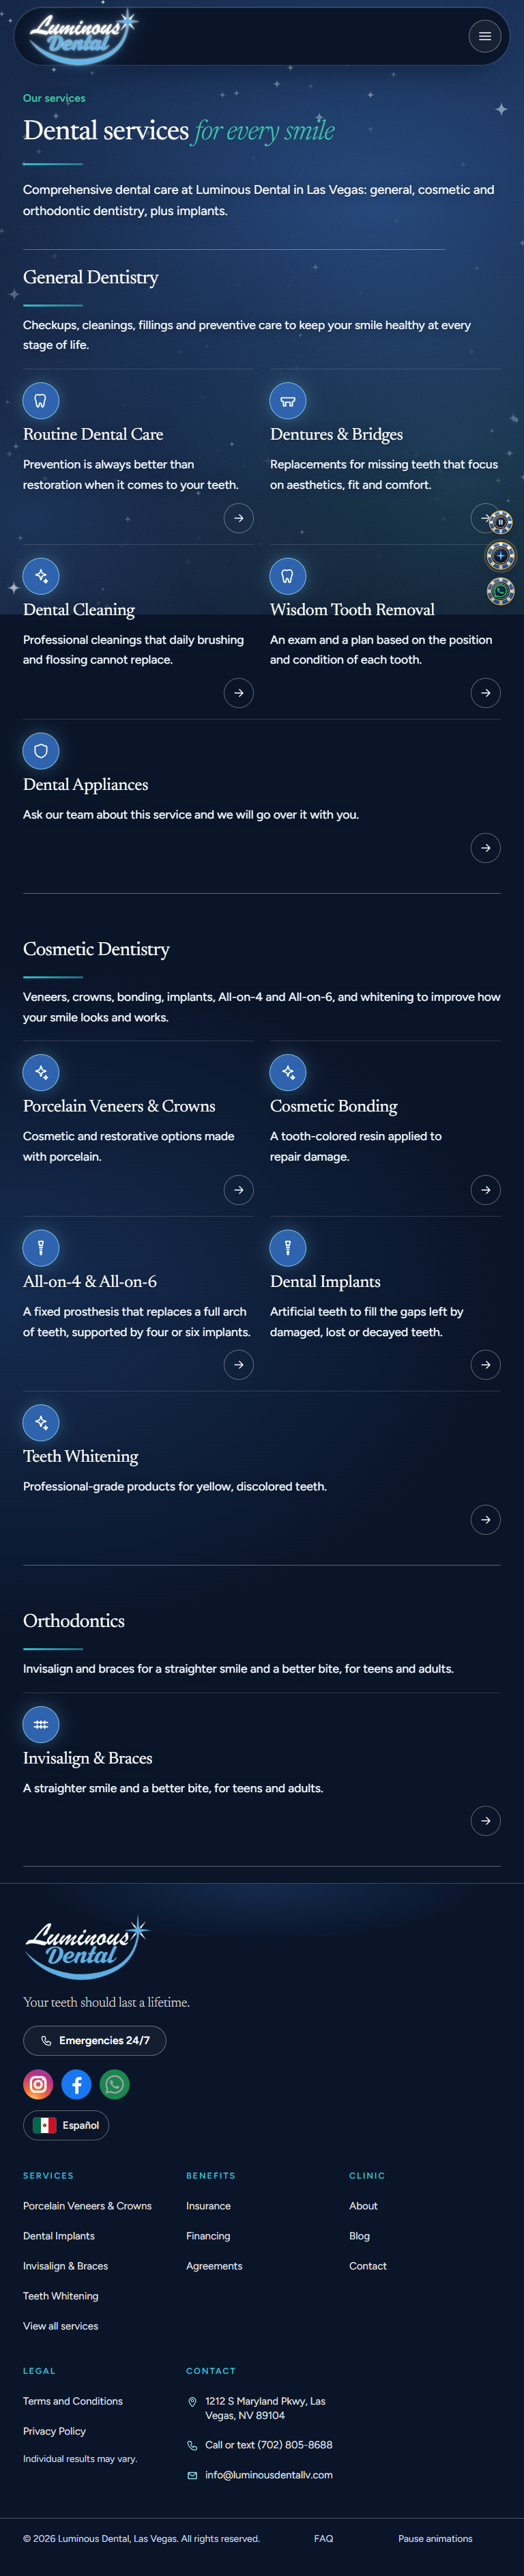 Luminous
Dental
Our services
Dental services for every smile
Comprehensive dental care at Luminous Dental in Las Vegas: general, cosmetic and
orthodontic dentistry, plus implants.
General Dentistry
Checkups, cleanings, fillings and preventive care to keep your smile healthy at every
stage of life.
Routine Dental Care
Prevention is always better than
restoration when it comes to your teeth.
Dentures & Bridges
Replacements for missing teeth that focus
on aesthetics, fit and comfort.
Dental Cleaning
Professional cleanings that daily brushing
and flossing cannot replace.
Wisdom Tooth Removal
An exam and a plan based on the position
and condition of each tooth.
Dental Appliances
Ask our team about this service and we will go over it with you.
Cosmetic Dentistry
Veneers, crowns, bonding, implants, All-on-4 and All-on-6, and whitening to improve how
your smile looks and works.
Porcelain Veneers & Crowns
Cosmetic and restorative options made
with porcelain.
Cosmetic Bonding
A tooth-colored resin applied to
repair damage.
All-on-4 & All-on-6
A fixed prosthesis that replaces a full arch
of teeth, supported by four or six implants.
Dental Implants
Artificial teeth to fill the gaps left by
damaged, lost or decayed teeth.
Teeth Whitening
Professional-grade products for yellow, discolored teeth.
Orthodontics
Invisalign and braces for a straighter smile and a better bite, for teens and adults.
Invisalign & Braces
A straighter smile and a better bite, for teens and adults.
Luminous
Dental
Your teeth should last a lifetime.
Emergencies 24/7
Español
SERVICES
Porcelain Veneers & Crowns
Dental Implants
Invisalign & Braces
Teeth Whitening
View all services
BENEFITS
Insurance
Financing
Agreements
CLINIC
About
Blog
Contact
LEGAL
Terms and Conditions
Privacy Policy
Individual results may vary.
CONTACT
1212 S Maryland Pkwy, Las
Vegas, NV 89104
Call or text (702) 805-8688
info@luminousdentallv.com
© 2026 Luminous Dental, Las Vegas. All rights reserved.
FAQ
Pause animations